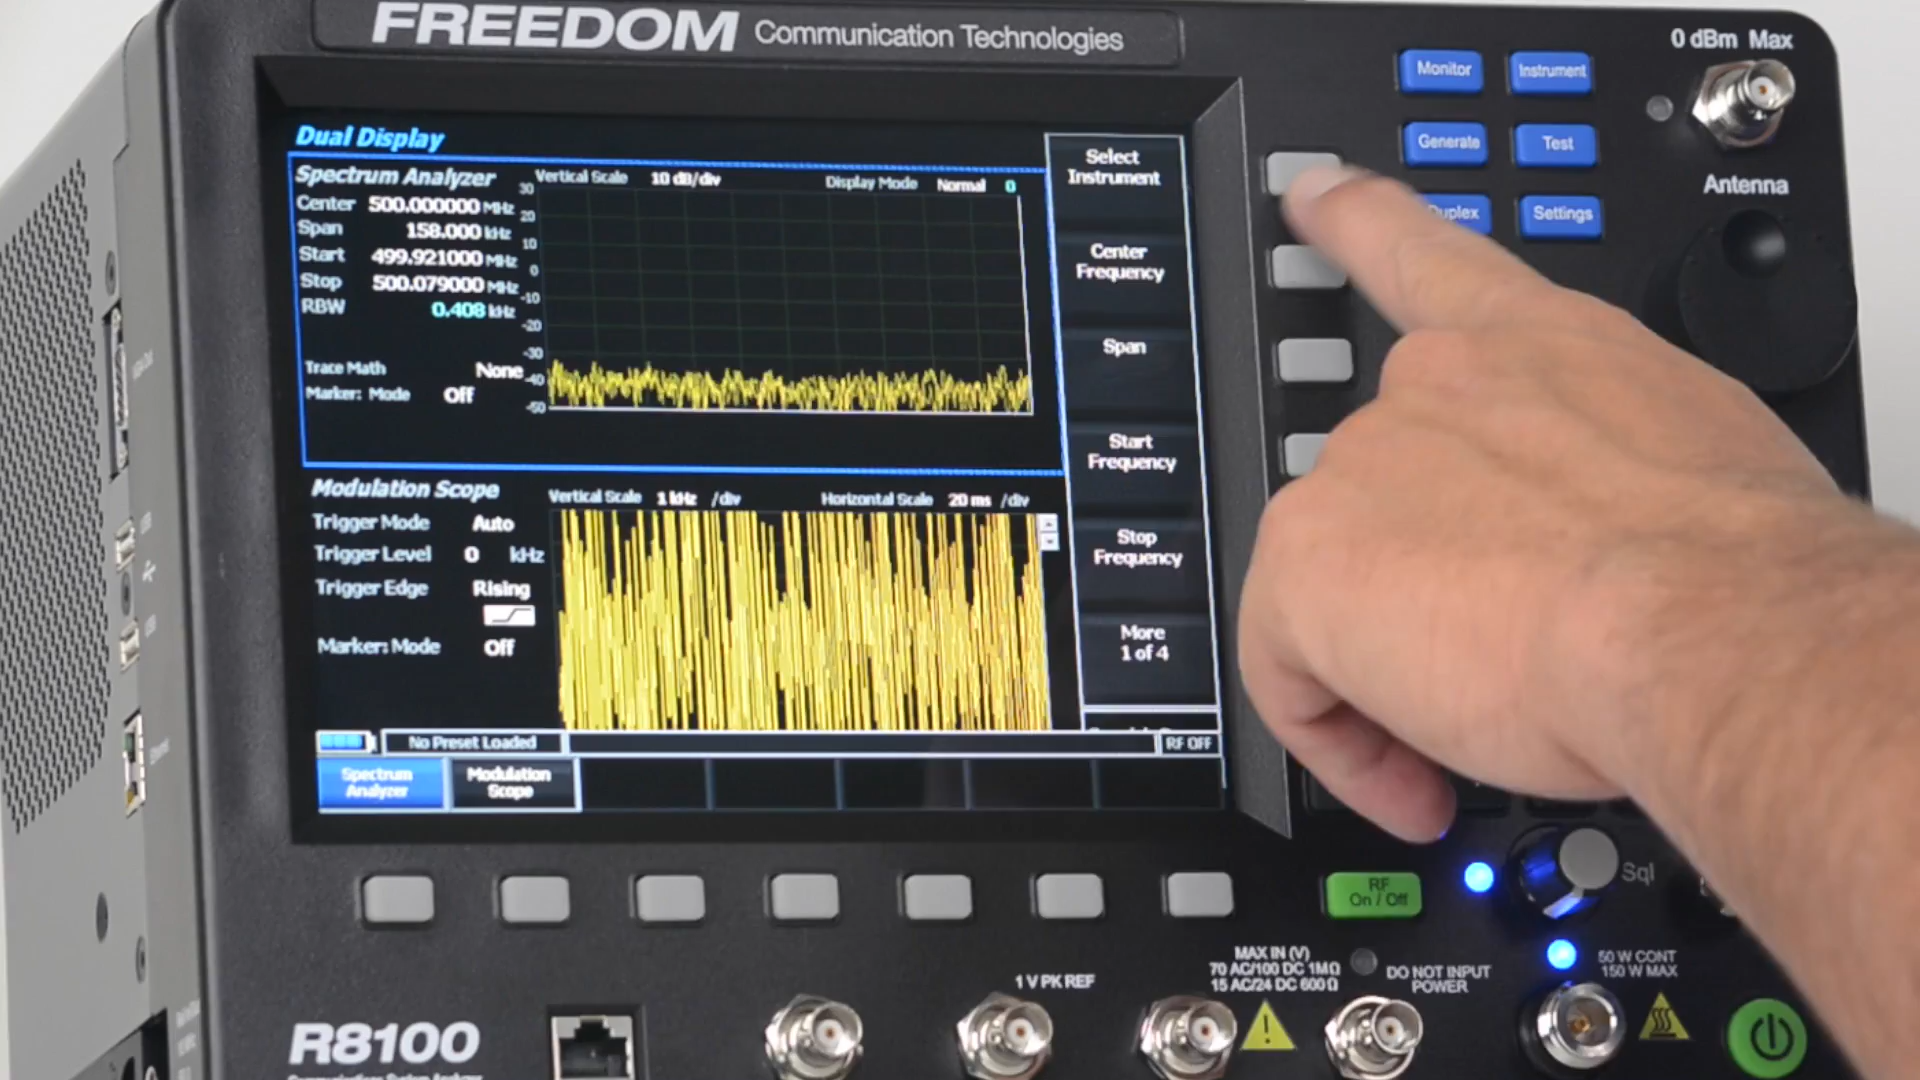 FREEDOM Communication Technologies
0 dBm Max
Monitor
Instrument
Generate
Test
Duplex
Settings
Antenna
Dual Display
Spectrum Analyzer
Center 500.000000 MHz
Span 158.000 kHz
Start 499.921000 MHz
Stop 500.079000 MHz
RBW 0.408 kHz
Trace Math None
Marker: Mode Off
Vertical Scale 10 dB/div
Display Mode Normal 0
30
20
10
0
-10
-20
-30
-40
-50
Modulation Scope
Trigger Mode Auto
Trigger Level 0 kHz
Trigger Edge Rising
Marker: Mode Off
Vertical Scale 1 kHz /div
Horizontal Scale 20 ms /div
Select
Instrument
Center
Frequency
Span
Start
Frequency
Stop
Frequency
More
1 of 4
No Preset Loaded
RF OFF
Spectrum
Analyzer
Modulation
Scope
RF
On / Off
Sql
1 V PK REF
MAX IN (V)
70 AC/100 DC 1MΩ
15 AC/24 DC 600Ω
DO NOT INPUT
POWER
50 W CONT
150 W MAX
R8100
Communications System Analyzer
USB
USB